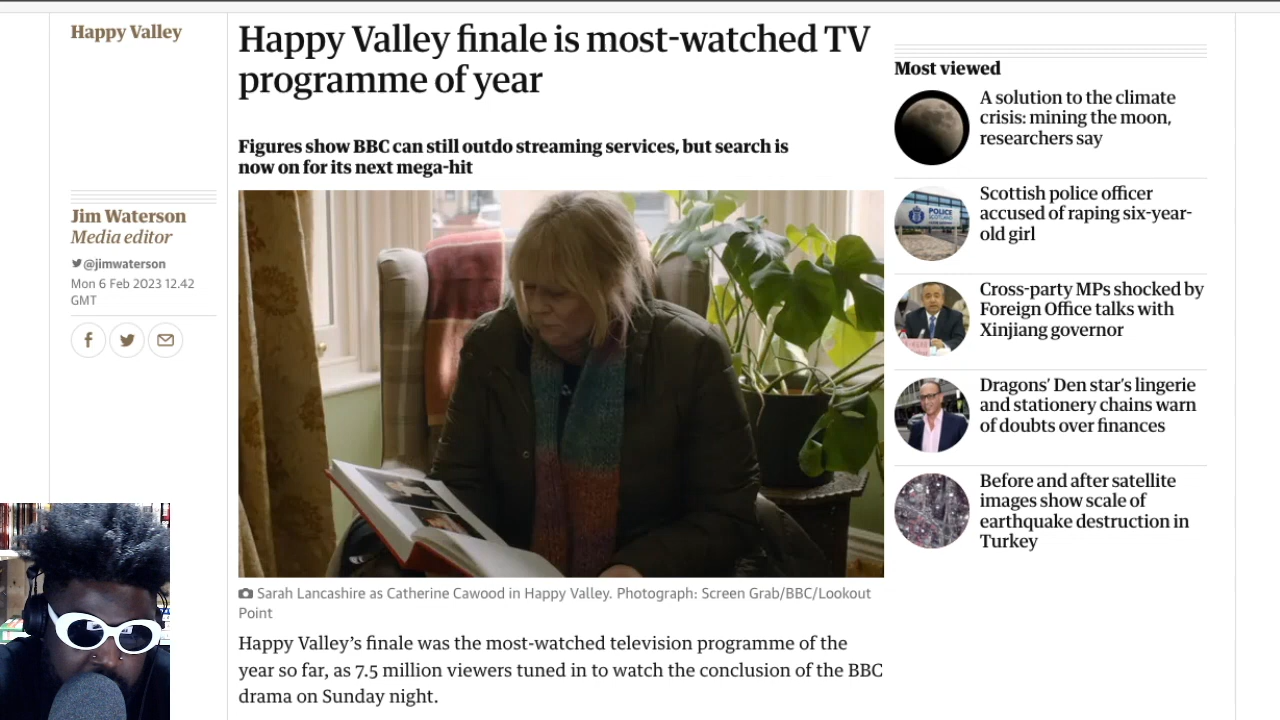 Happy Valley
Happy Valley finale is most-watched TV
programme of year
Figures show BBC can still outdo streaming services, but search is
now on for its next mega-hit
Jim Waterson
Media editor
@jimwaterson
Mon 6 Feb 2023 12.42
GMT
Sarah Lancashire as Catherine Cawood in Happy Valley. Photograph: Screen Grab/BBC/Lookout
Point
Happy Valley’s finale was the most-watched television programme of the
year so far, as 7.5 million viewers tuned in to watch the conclusion of the BBC
drama on Sunday night.
Most viewed
A solution to the climate
crisis: mining the moon,
researchers say
POLICE
Scottish police officer
accused of raping six-year-
old girl
Cross-party MPs shocked by
Foreign Office talks with
Xinjiang governor
Dragons’ Den star’s lingerie
and stationery chains warn
of doubts over finances
Before and after satellite
images show scale of
earthquake destruction in
Turkey